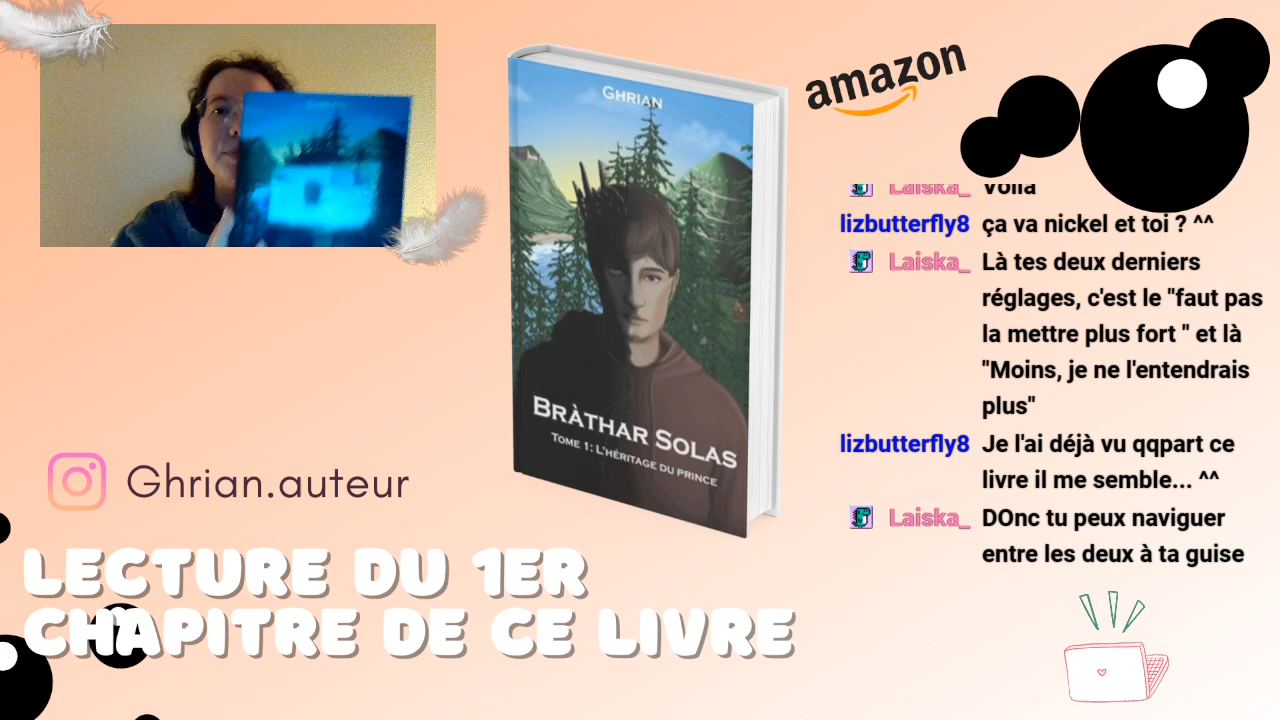 GHRIAN
BRÀTHAR SOLAS
TOME 1: L'HÉRITAGE DU PRINCE
amazon
Laiska_ Voilà
lizbutterfly8 ça va nickel et toi ? ^^
Laiska_ Là tes deux derniers
réglages, c'est le "faut pas
la mettre plus fort " et là
"Moins, je ne l'entendrais
plus"
lizbutterfly8 Je l'ai déjà vu qqpart ce
livre il me semble... ^^
Laiska_ DOnc tu peux naviguer
entre les deux à ta guise
Ghrian.auteur
LECTURE DU 1ER
CHAPITRE DE CE LIVRE